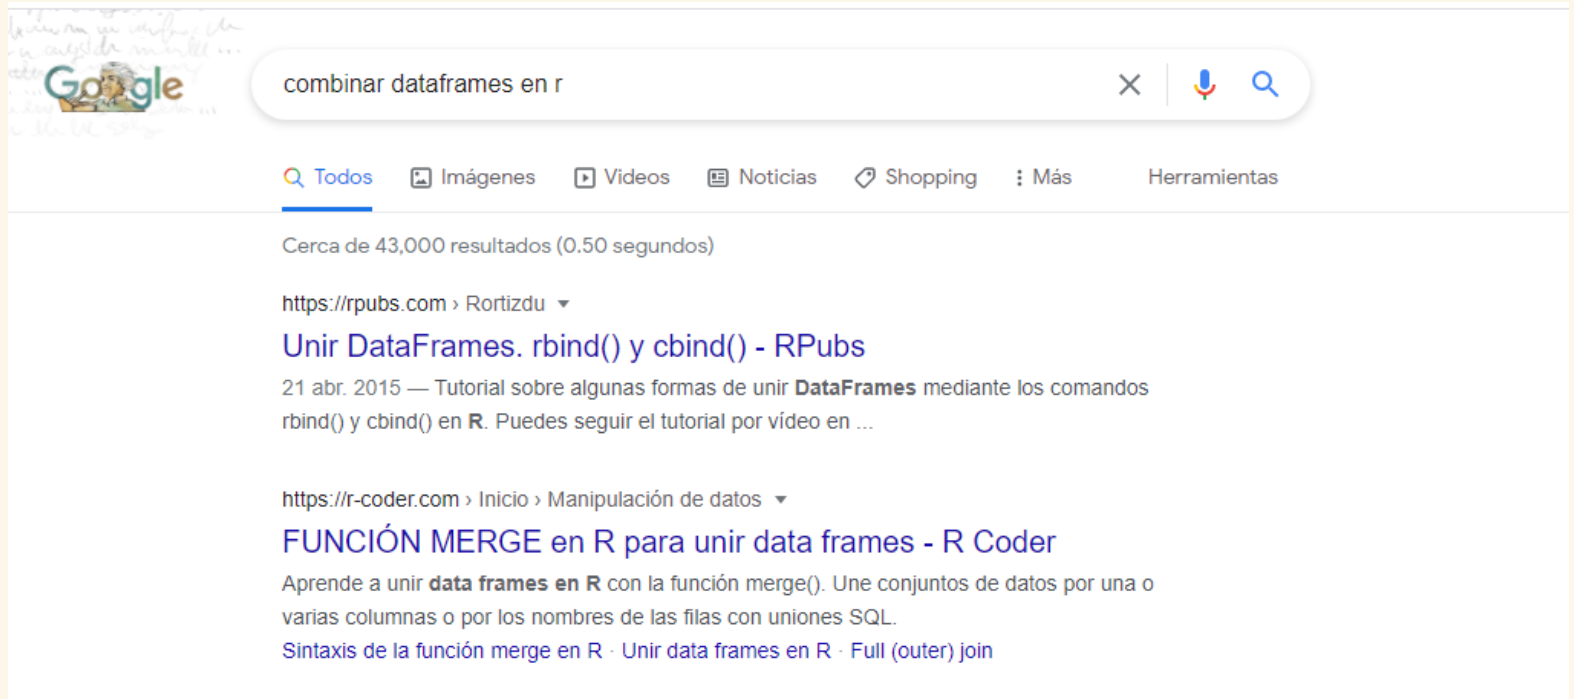 Google
combinar dataframes en r
Todos Imágenes Videos Noticias Shopping Más Herramientas
Cerca de 43,000 resultados (0.50 segundos)
https://rpubs.com › Rortizdu
Unir DataFrames. rbind() y cbind() - RPubs
21 abr. 2015 — Tutorial sobre algunas formas de unir DataFrames mediante los comandos
rbind() y cbind() en R. Puedes seguir el tutorial por vídeo en ...
https://r-coder.com › Inicio › Manipulación de datos
FUNCIÓN MERGE en R para unir data frames - R Coder
Aprende a unir data frames en R con la función merge(). Une conjuntos de datos por una o
varias columnas o por los nombres de las filas con uniones SQL.
Sintaxis de la función merge en R · Unir data frames en R · Full (outer) join